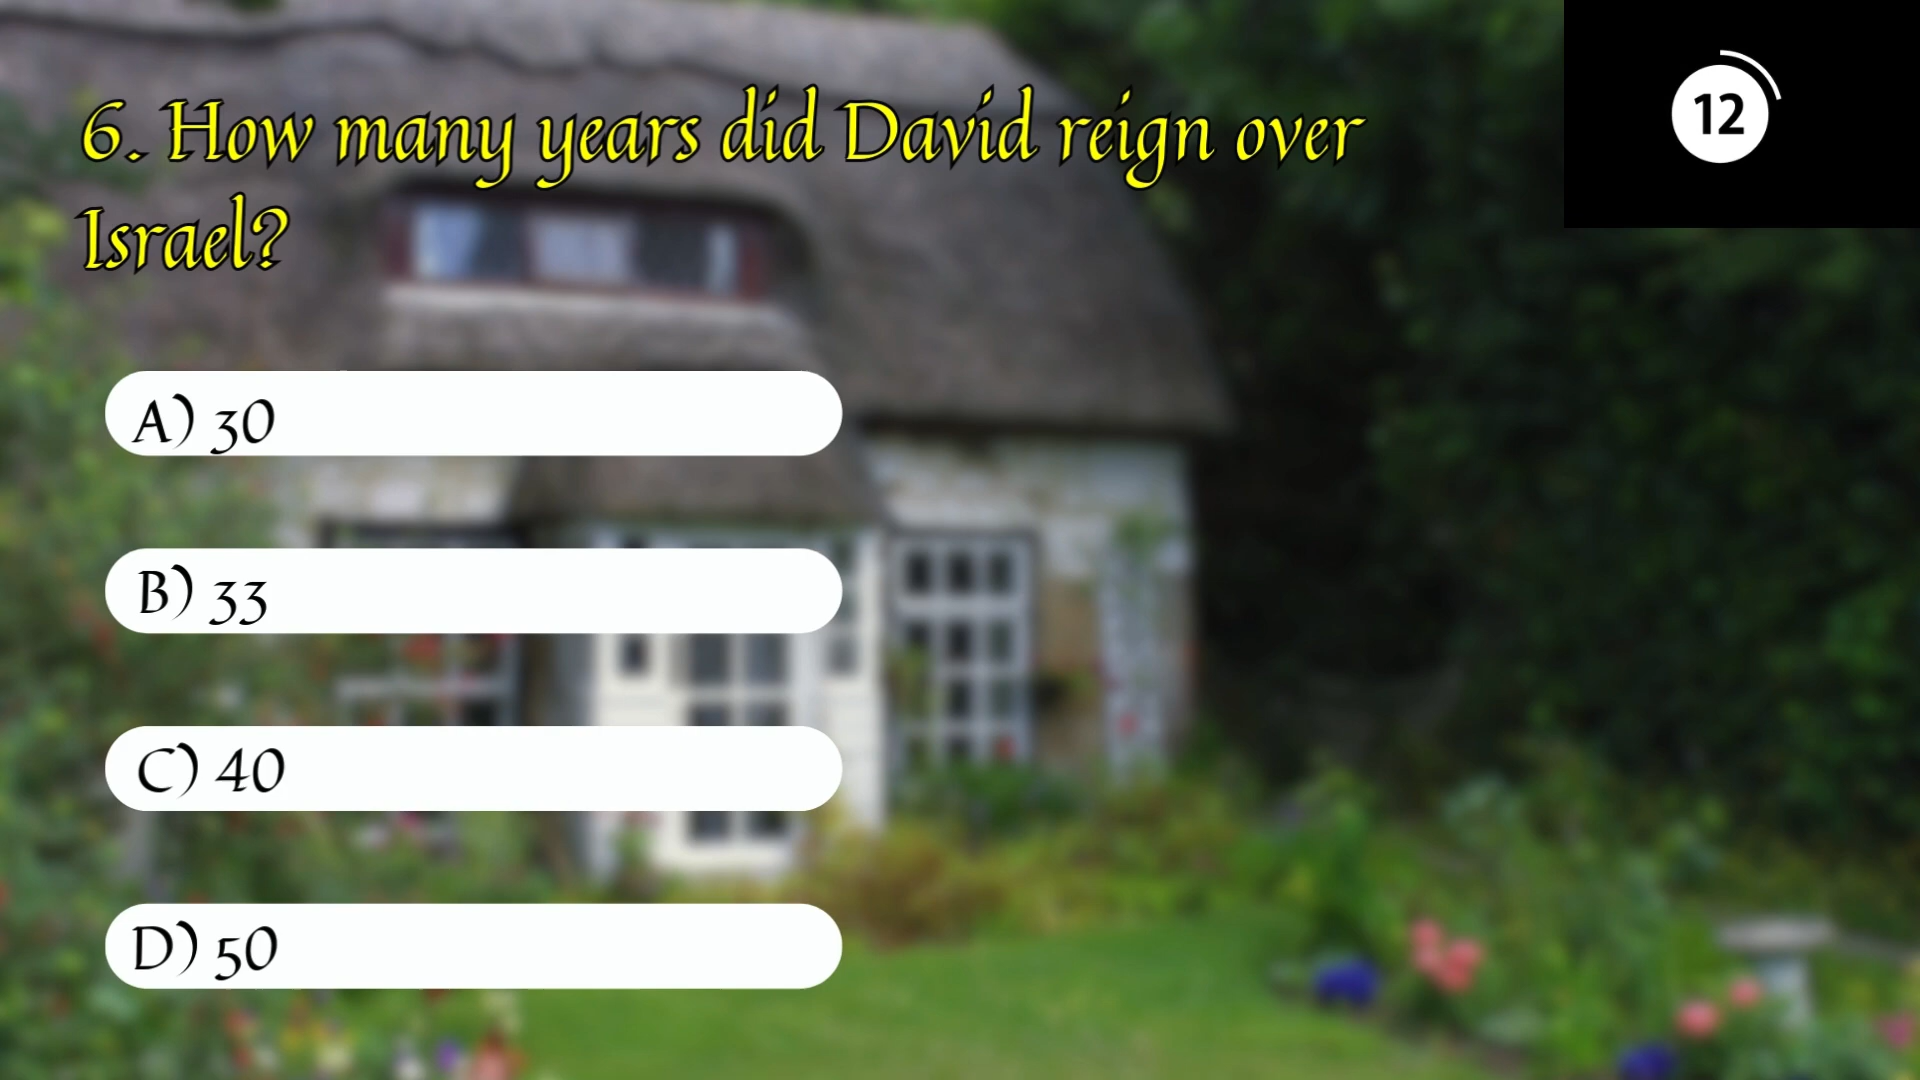 6. How many years did David reign over
Israel?
12
A) 30
B) 33
C) 40
D) 50